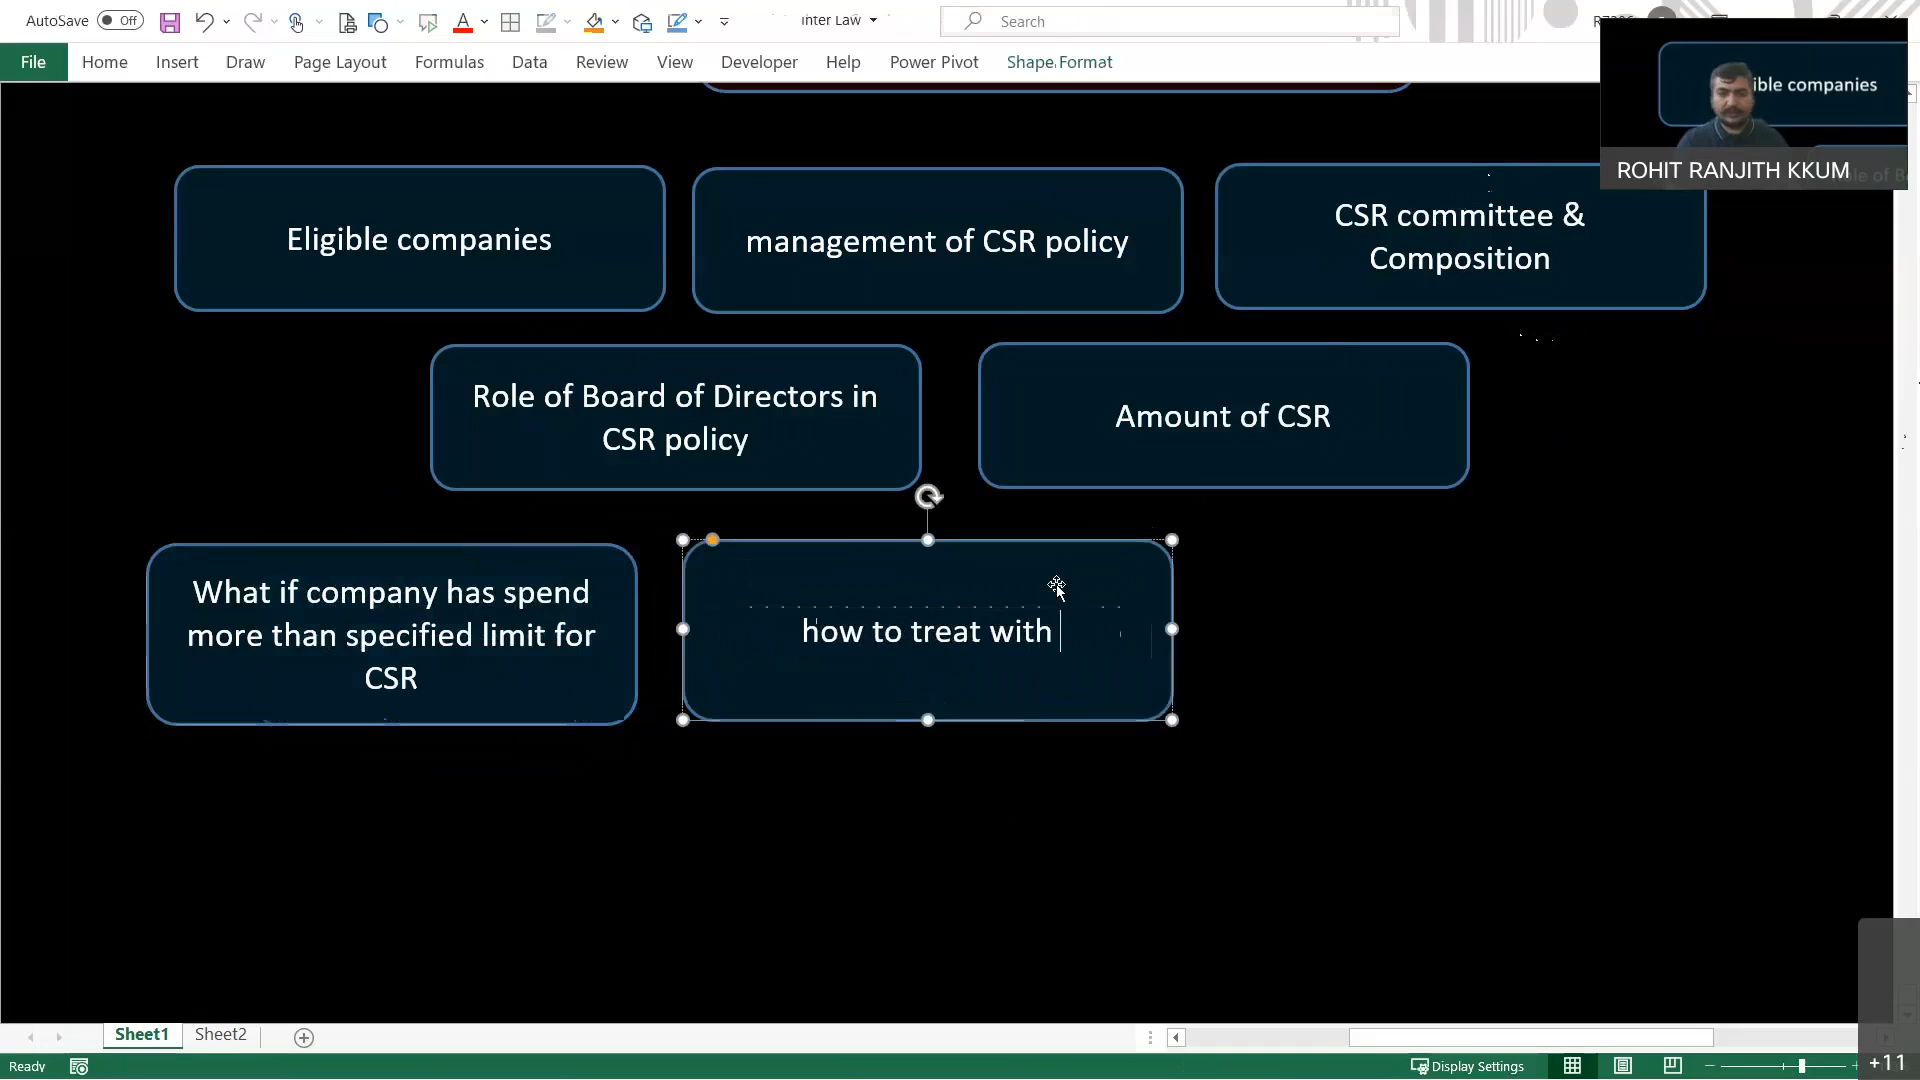 AutoSave Off
Inter Law
Search
File Home Insert Draw Page Layout Formulas Data Review View Developer Help Power Pivot Shape Format
ible companies
ROHIT RANJITH KKUM
Eligible companies
management of CSR policy
CSR committee &
Composition
Role of Board of Directors in
CSR policy
Amount of CSR
What if company has spend
more than specified limit for
CSR
how to treat with
Sheet1 Sheet2
Ready
Display Settings
+11